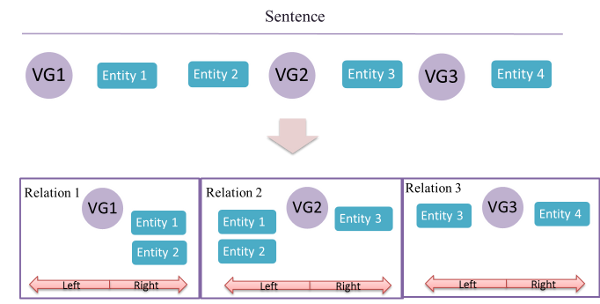 Sentence
VG1 Entity 1 Entity 2 VG2 Entity 3 VG3 Entity 4
Relation 1
VG1
Entity 1
Entity 2
Left Right
Relation 2
VG2
Entity 1 Entity 3
Entity 2
Left Right
Relation 3
Entity 3 VG3 Entity 4
Left Right